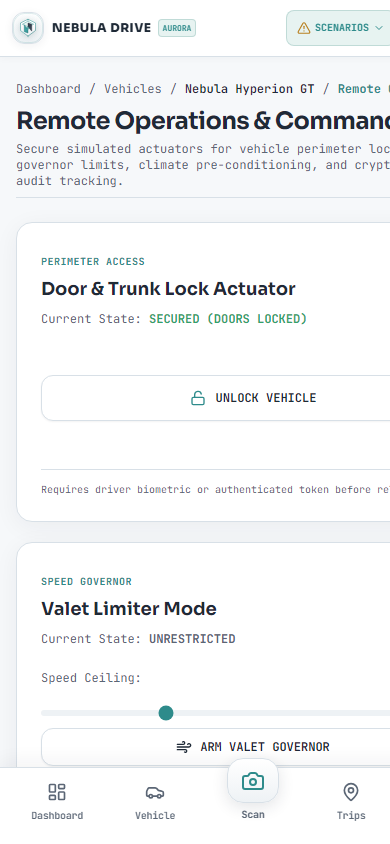 NEBULA DRIVE AURORA SCENARIOS
Dashboard / Vehicles / Nebula Hyperion GT / Remote
Remote Operations & Comman
Secure simulated actuators for vehicle perimeter loc
governor limits, climate pre-conditioning, and crypt
audit tracking.
PERIMETER ACCESS
Door & Trunk Lock Actuator
Current State: SECURED (DOORS LOCKED)
UNLOCK VEHICLE
Requires driver biometric or authenticated token before re
SPEED GOVERNOR
Valet Limiter Mode
Current State: UNRESTRICTED
Speed Ceiling:
ARM VALET GOVERNOR
Dashboard Vehicle Scan Trips